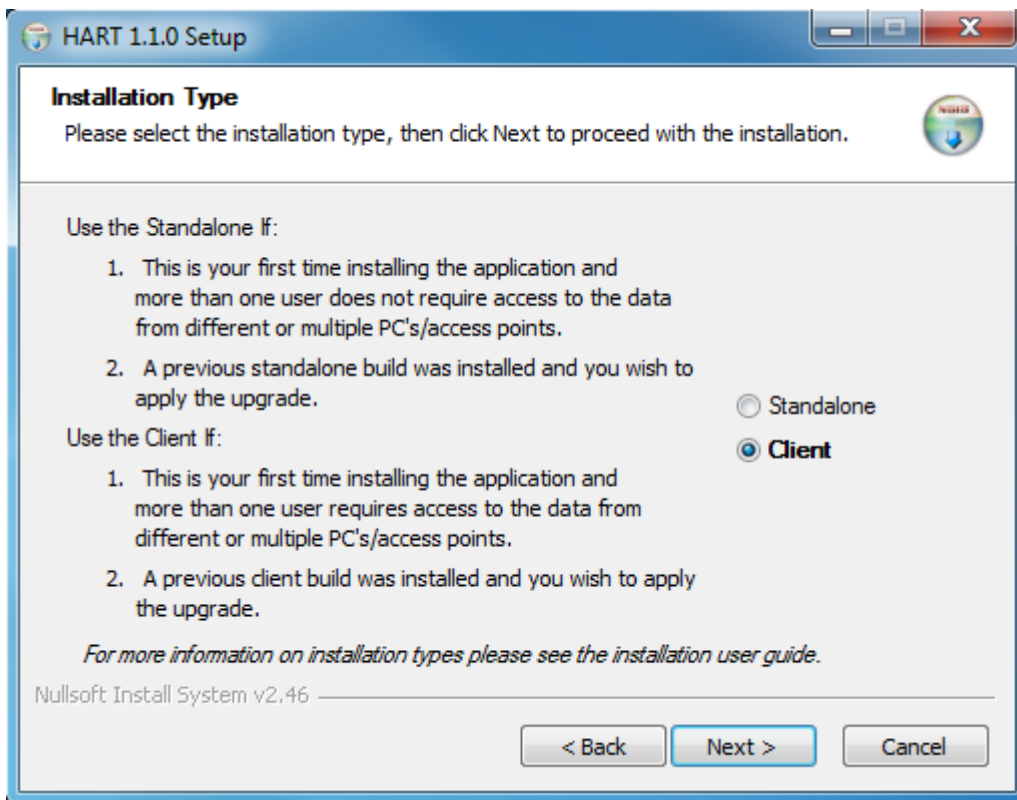 HART 1.1.0 Setup
Installation Type
Please select the installation type, then click Next to proceed with the installation.
Use the Standalone If:
1. This is your first time installing the application and
more than one user does not require access to the data
from different or multiple PC's/access points.
2. A previous standalone build was installed and you wish to
apply the upgrade.
Standalone
Use the Client If:
Client
1. This is your first time installing the application and
more than one user requires access to the data from
different or multiple PC's/access points.
2. A previous client build was installed and you wish to apply
the upgrade.
For more information on installation types please see the installation user guide.
Nullsoft Install System v2.46
< Back
Next >
Cancel